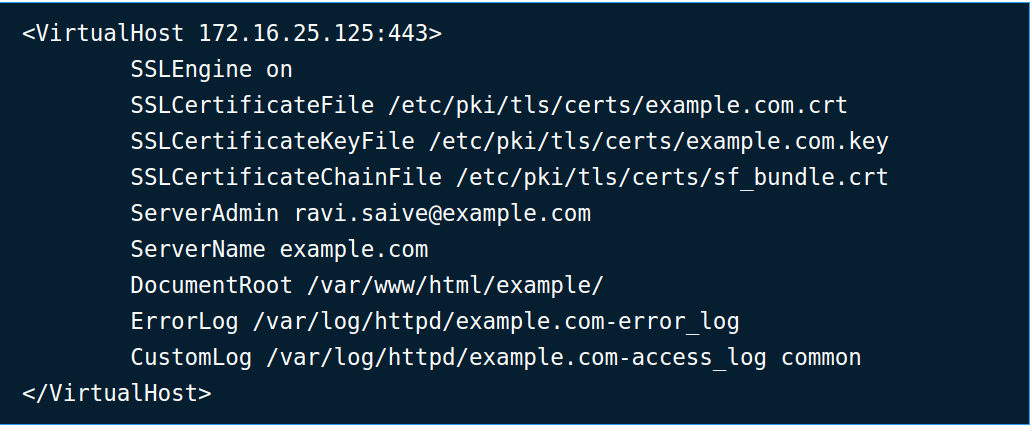 <VirtualHost 172.16.25.125:443>
        SSLEngine on
        SSLCertificateFile /etc/pki/tls/certs/example.com.crt
        SSLCertificateKeyFile /etc/pki/tls/certs/example.com.key
        SSLCertificateChainFile /etc/pki/tls/certs/sf_bundle.crt
        ServerAdmin ravi.saive@example.com
        ServerName example.com
        DocumentRoot /var/www/html/example/
        ErrorLog /var/log/httpd/example.com-error_log
        CustomLog /var/log/httpd/example.com-access_log common
</VirtualHost>